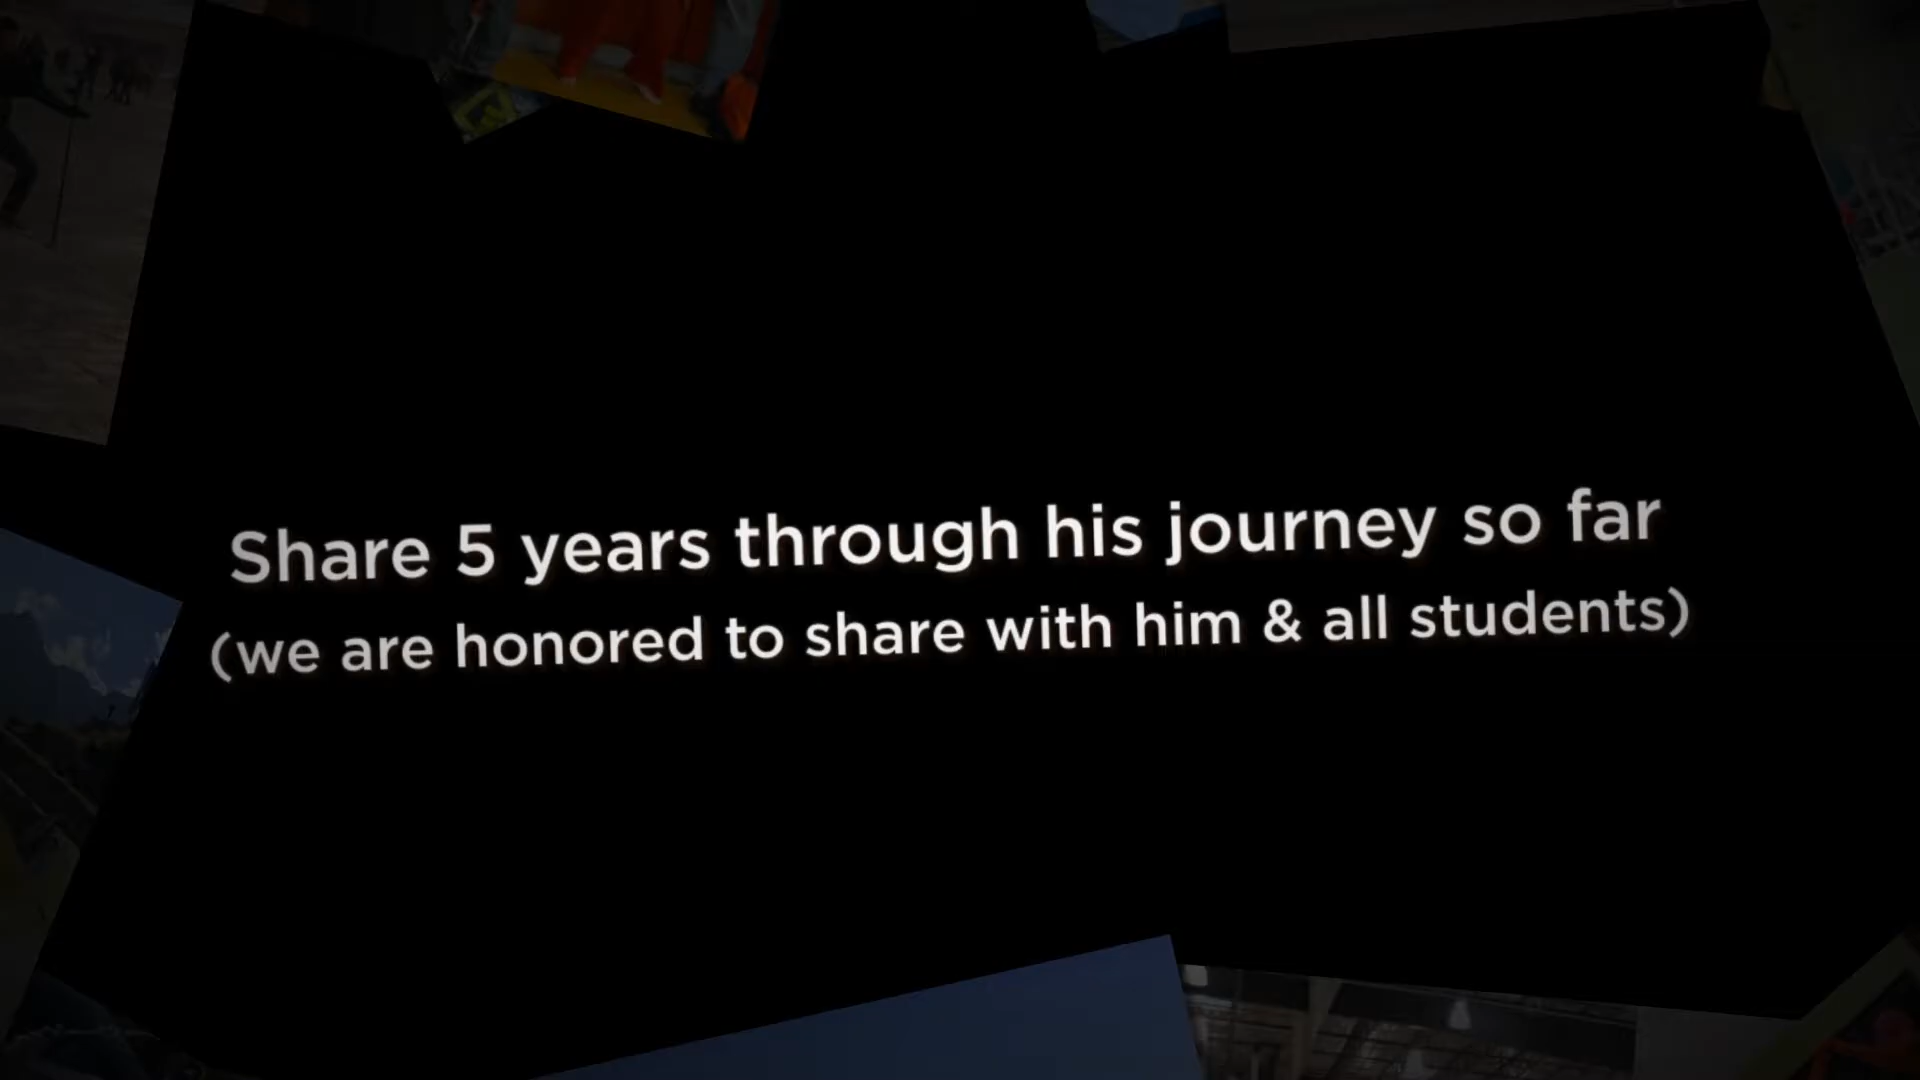 Share 5 years through his journey so far
(we are honored to share with him & all students)